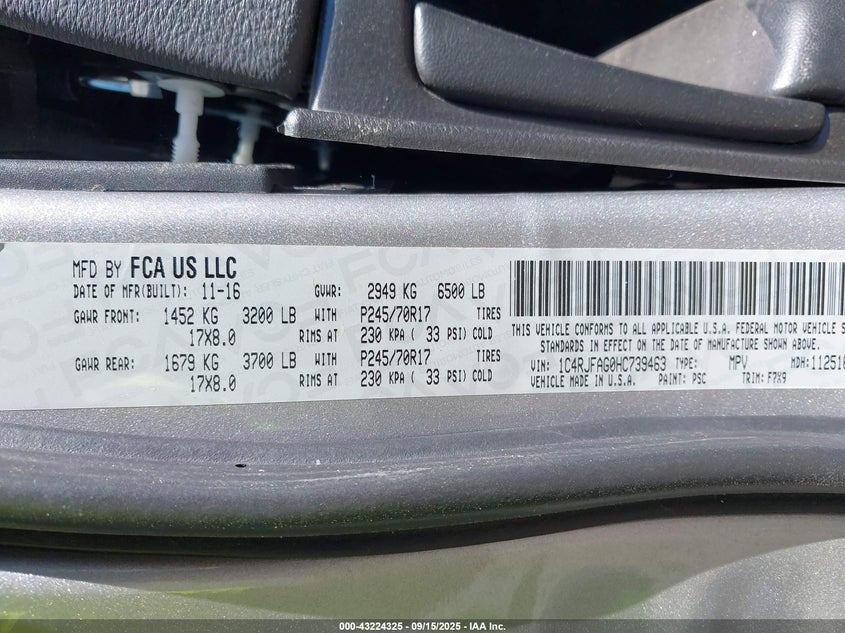 MFD BY FCA US LLC
DATE OF MFR(BUILT): 11-16 GVWR: 2949 KG 6500 LB
GAWR FRONT: 1452 KG 3200 LB WITH P245/70R17 TIRES
17X8.0 RIMS AT 230 KPA ( 33 PSI) COLD
GAWR REAR: 1679 KG 3700 LB WITH P245/70R17 TIRES
17X8.0 RIMS AT 230 KPA ( 33 PSI) COLD
THIS VEHICLE CONFORMS TO ALL APPLICABLE U.S.A. FEDERAL MOTOR VEHICLE
STANDARDS IN EFFECT ON THE DATE OF MANUFACTURE SHOWN ABOVE.
VIN: 1C4RJFAG0HC739463 TYPE: MPV MDH: 112516
VEHICLE MADE IN U.S.A. PAINT: PSC TRIM: F7X9
000-43224325 - 09/15/2025 - IAA Inc.